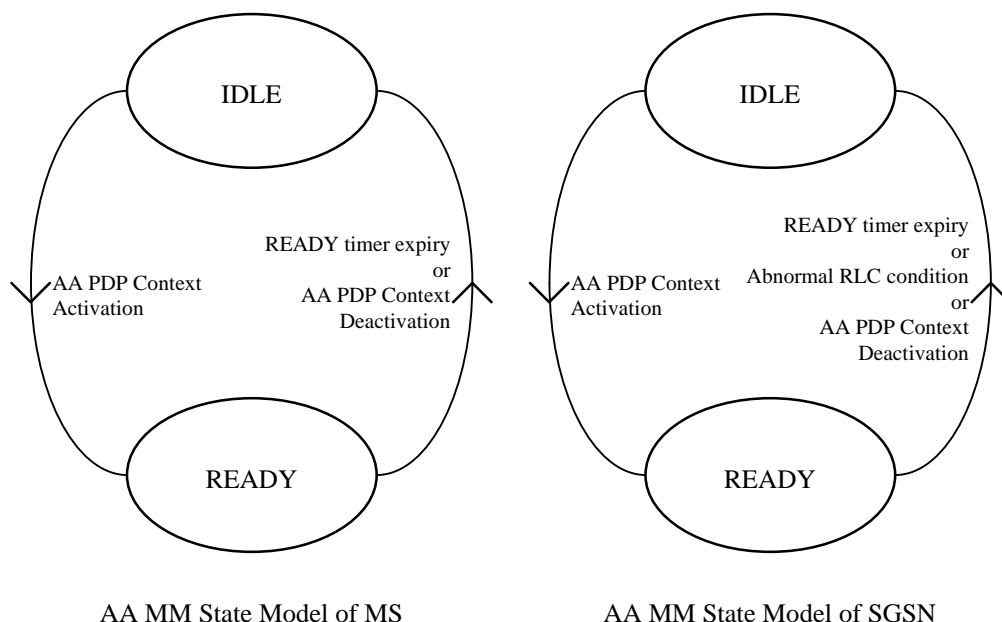 IDLE
AA PDP Context
Activation
READY timer expiry
or
AA PDP Context
Deactivation
READY
AA MM State Model of MS
IDLE
AA PDP Context
Activation
READY timer expiry
or
Abnormal RLC condition
or
AA PDP Context
Deactivation
READY
AA MM State Model of SGSN